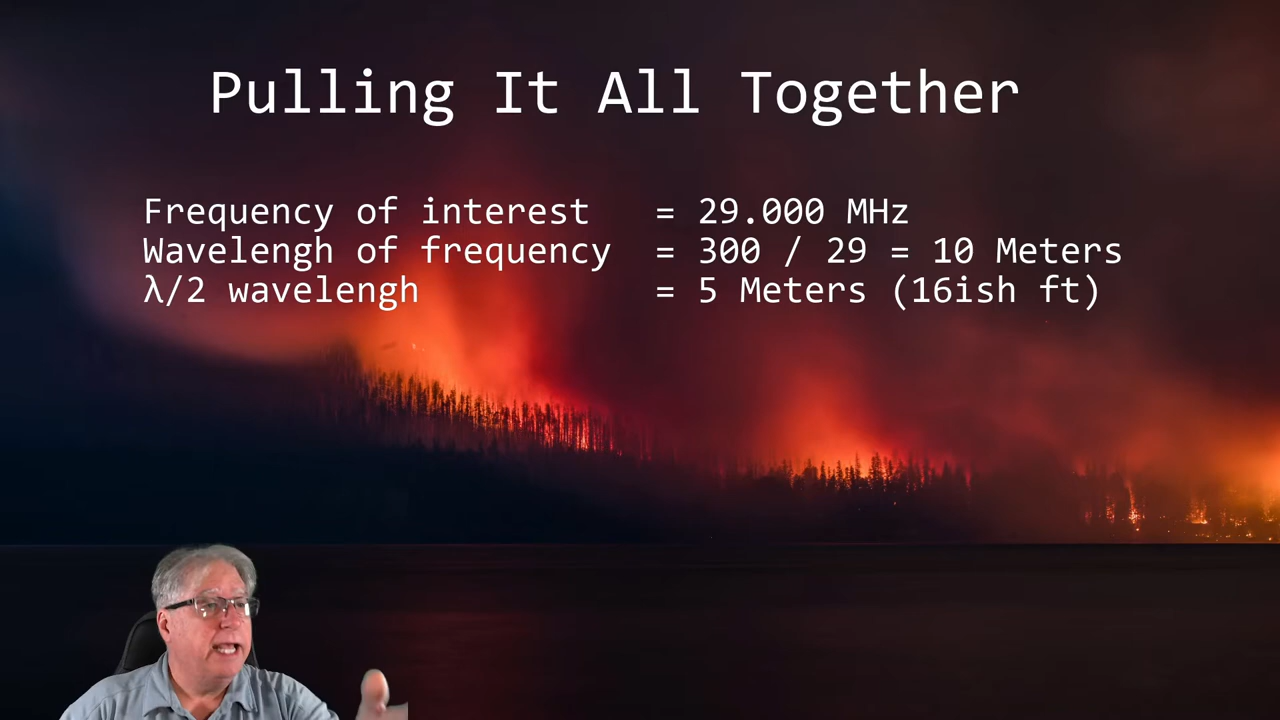 Pulling It All Together
Frequency of interest = 29.000 MHz
Wavelengh of frequency = 300 / 29 = 10 Meters
λ/2 wavelengh = 5 Meters (16ish ft)